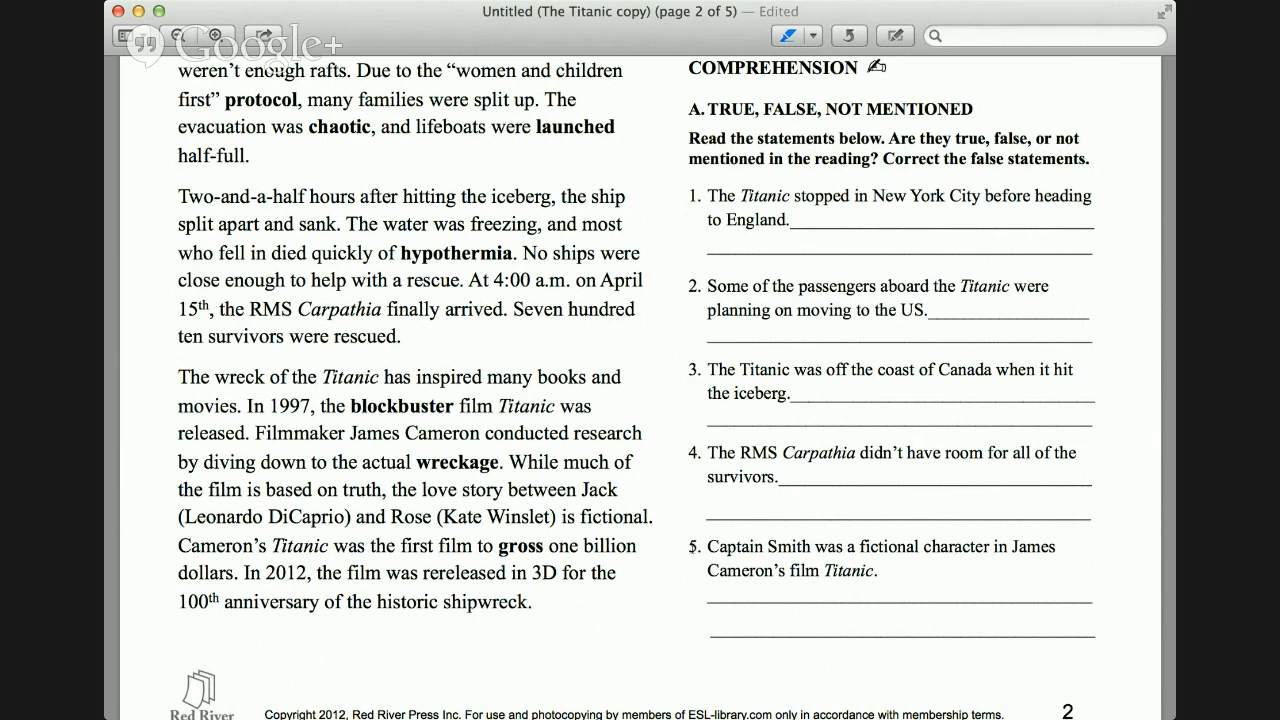 Untitled (The Titanic copy) (page 2 of 5) — Edited
Google+
weren't enough rafts. Due to the “women and children
first” protocol, many families were split up. The
evacuation was chaotic, and lifeboats were launched
half-full.
Two-and-a-half hours after hitting the iceberg, the ship
split apart and sank. The water was freezing, and most
who fell in died quickly of hypothermia. No ships were
close enough to help with a rescue. At 4:00 a.m. on April
15th, the RMS Carpathia finally arrived. Seven hundred
ten survivors were rescued.
The wreck of the Titanic has inspired many books and
movies. In 1997, the blockbuster film Titanic was
released. Filmmaker James Cameron conducted research
by diving down to the actual wreckage. While much of
the film is based on truth, the love story between Jack
(Leonardo DiCaprio) and Rose (Kate Winslet) is fictional.
Cameron's Titanic was the first film to gross one billion
dollars. In 2012, the film was rereleased in 3D for the
100th anniversary of the historic shipwreck.
COMPREHENSION
A. TRUE, FALSE, NOT MENTIONED
Read the statements below. Are they true, false, or not
mentioned in the reading? Correct the false statements.
1. The Titanic stopped in New York City before heading
to England.
2. Some of the passengers aboard the Titanic were
planning on moving to the US.
3. The Titanic was off the coast of Canada when it hit
the iceberg.
4. The RMS Carpathia didn't have room for all of the
survivors.
5. Captain Smith was a fictional character in James
Cameron's film Titanic.
Red River
Copyright 2012, Red River Press Inc. For use and photocopying by members of ESL-library.com only in accordance with membership terms.
2